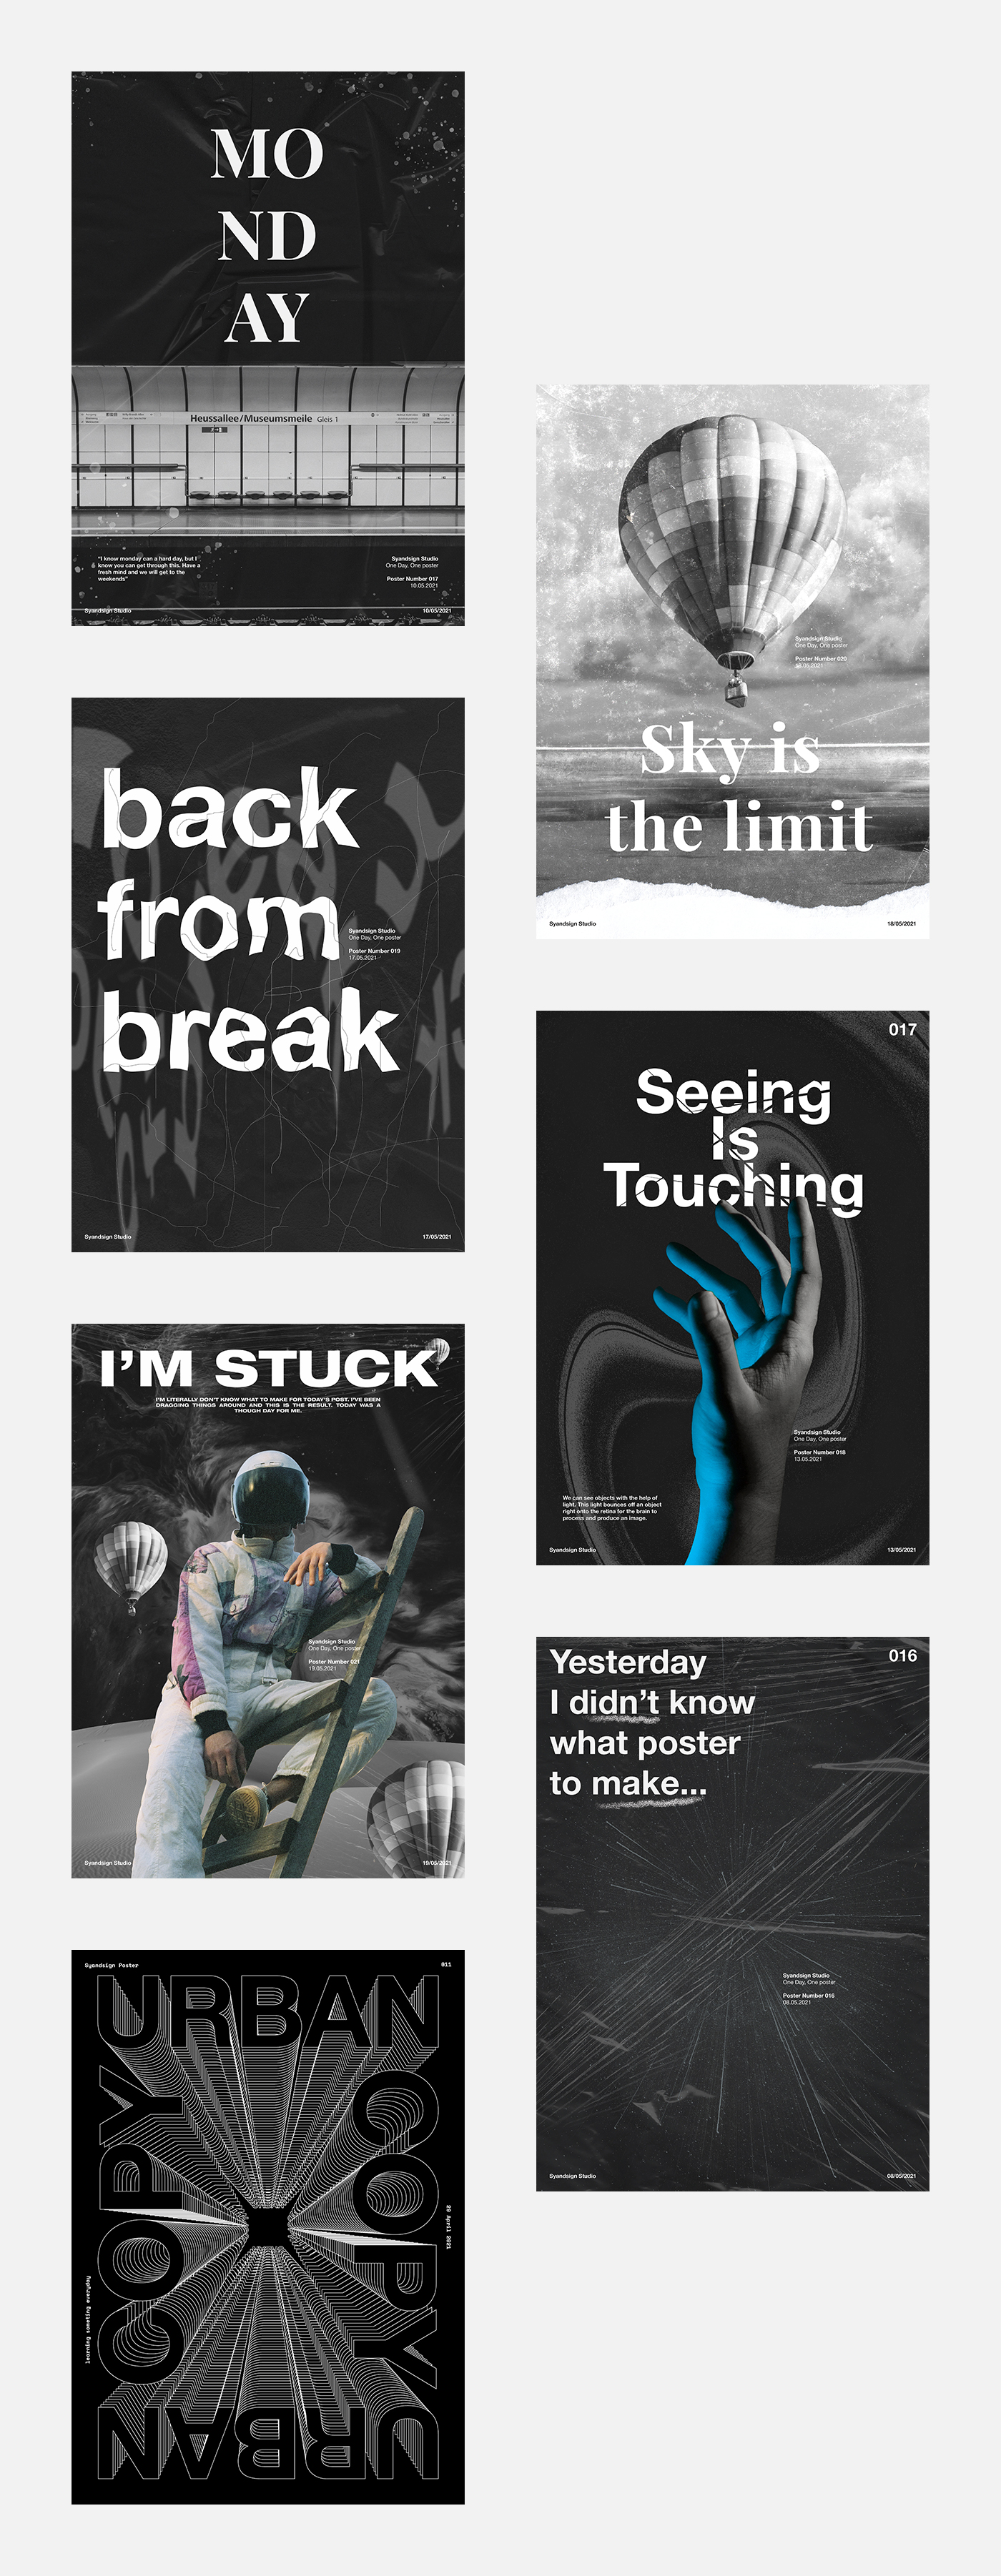 MO
ND
AY
Heussallee/Museumsmeile Gleis 1
"I know monday can a hard day, but I
know you can get through this. Have a
fresh mind and we will get to the
weekends"
Syandsign Studio
One Day, One poster
Poster Number 017
10.05.2021
Syandsign Studio
10/05/2021
Syandsign Studio
One Day, One poster
Poster Number 020
18.05.2021
Sky is
the limit
Syandsign Studio
18/05/2021
back
from
break
Syandsign Studio
One Day, One poster
Poster Number 019
17.05.2021
Syandsign Studio
17/05/2021
017
Seeing
Is
Touching
Syandsign Studio
One Day, One poster
Poster Number 018
13.05.2021
We can see objects with the help of
light. This light bounces off an object
right onto the retina for the brain to
process and produce an image.
Syandsign Studio
13/05/2021
I'M STUCK
I'M LITERALLY DON'T KNOW WHAT TO MAKE FOR TODAY'S POST. I'VE BEEN
DRAGGING THINGS AROUND AND THIS IS THE RESULT. TODAY WAS A
THOUGH DAY FOR ME.
Syandsign Studio
One Day, One poster
Poster Number 021
19.05.2021
Syandsign Studio
19/05/2021
Yesterday
I didn't know
what poster
to make...
016
Syandsign Studio
One Day, One poster
Poster Number 016
08.05.2021
Syandsign Studio
08/05/2021
Syandsign Poster
011
URBAN
COPY
URBAN
COPY
29 April 2021
learning someting everyday